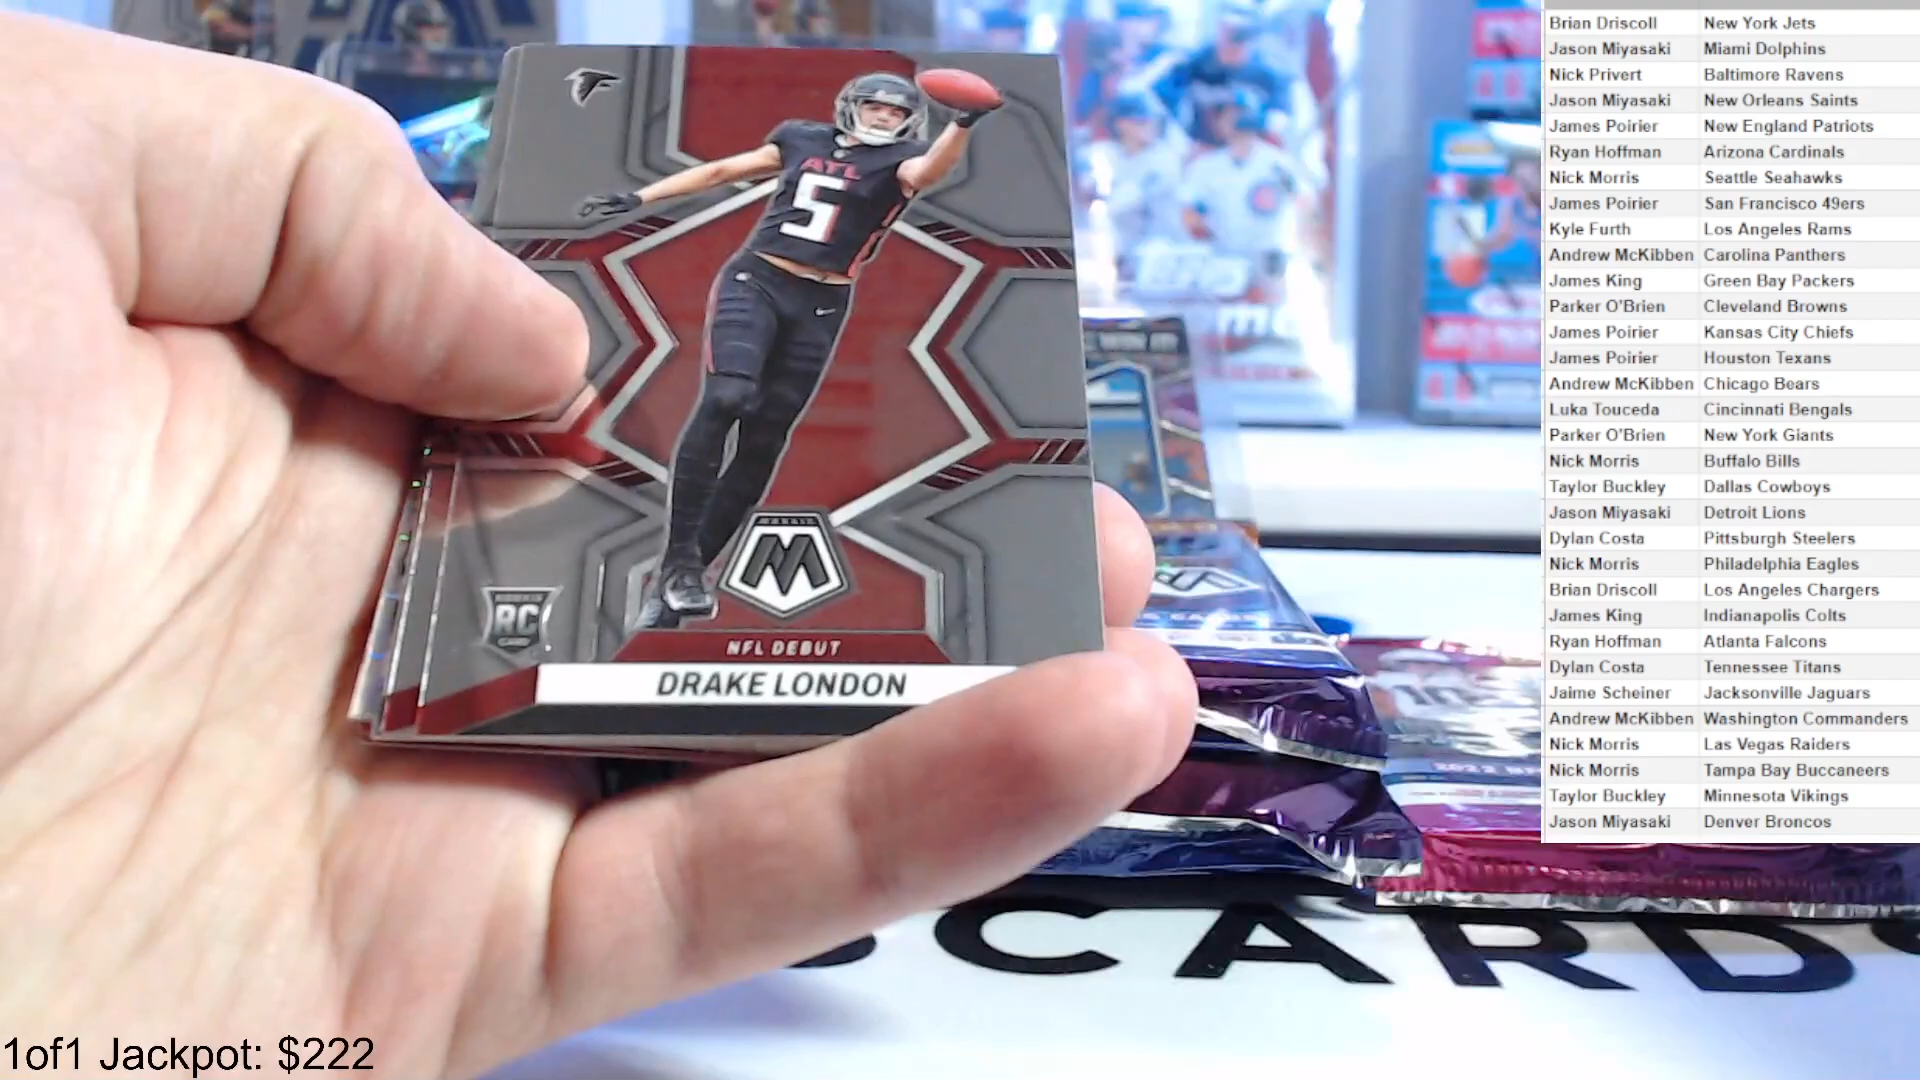 ATL
5
ROOKIE
RC
CARD
M
NFL DEBUT
DRAKE LONDON
TOPPS
CARDS
1of1 Jackpot: $222
Brian Driscoll New York Jets
Jason Miyasaki Miami Dolphins
Nick Privert Baltimore Ravens
Jason Miyasaki New Orleans Saints
James Poirier New England Patriots
Ryan Hoffman Arizona Cardinals
Nick Morris Seattle Seahawks
James Poirier San Francisco 49ers
Kyle Furth Los Angeles Rams
Andrew McKibben Carolina Panthers
James King Green Bay Packers
Parker O'Brien Cleveland Browns
James Poirier Kansas City Chiefs
James Poirier Houston Texans
Andrew McKibben Chicago Bears
Luka Touceda Cincinnati Bengals
Parker O'Brien New York Giants
Nick Morris Buffalo Bills
Taylor Buckley Dallas Cowboys
Jason Miyasaki Detroit Lions
Dylan Costa Pittsburgh Steelers
Nick Morris Philadelphia Eagles
Brian Driscoll Los Angeles Chargers
James King Indianapolis Colts
Ryan Hoffman Atlanta Falcons
Dylan Costa Tennessee Titans
Jaime Scheiner Jacksonville Jaguars
Andrew McKibben Washington Commanders
Nick Morris Las Vegas Raiders
Nick Morris Tampa Bay Buccaneers
Taylor Buckley Minnesota Vikings
Jason Miyasaki Denver Broncos